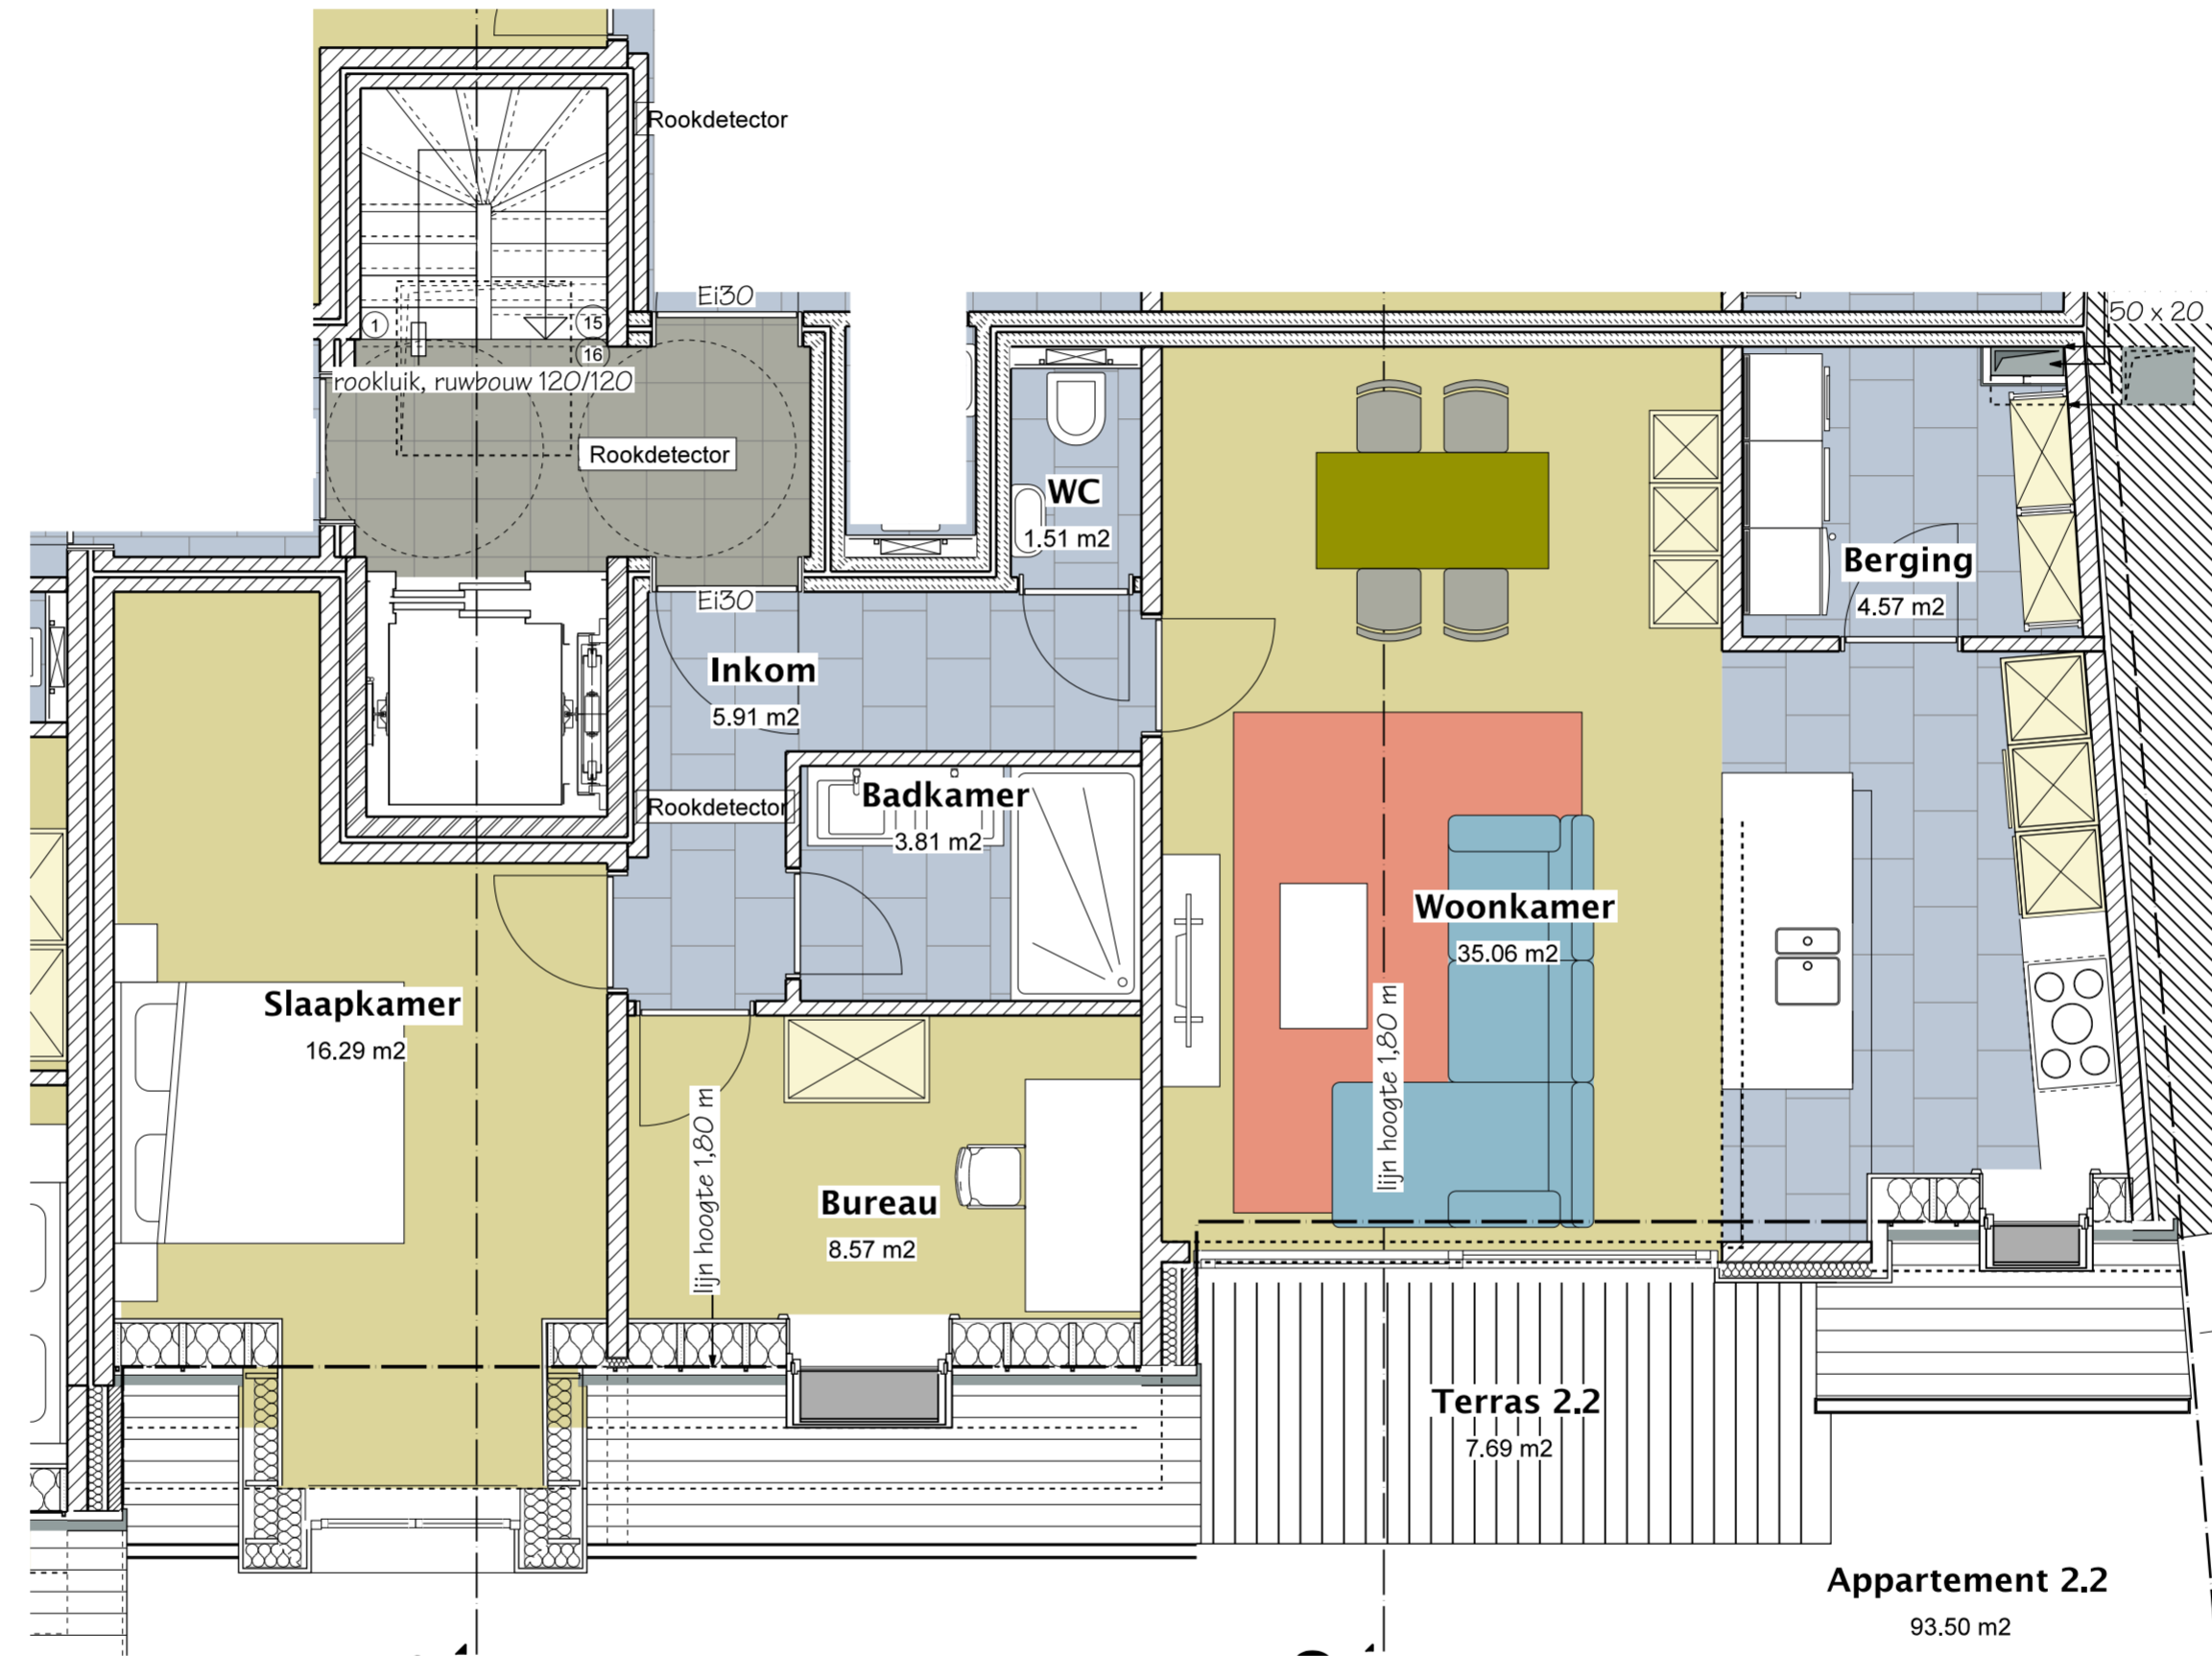 Rookdetector
Ei30
50 x 20
1
15
16
rookluik, ruwbouw 120/120
Rookdetector
WC
1.51 m2
Ei30
Berging
4.57 m2
Inkom
5.91 m2
Rookdetector
Badkamer
3.81 m2
Woonkamer
35.06 m2
Slaapkamer
16.29 m2
lijn hoogte 1,80 m
lijn hoogte 1,80 m
Bureau
8.57 m2
Terras 2.2
7.69 m2
Appartement 2.2
93.50 m2